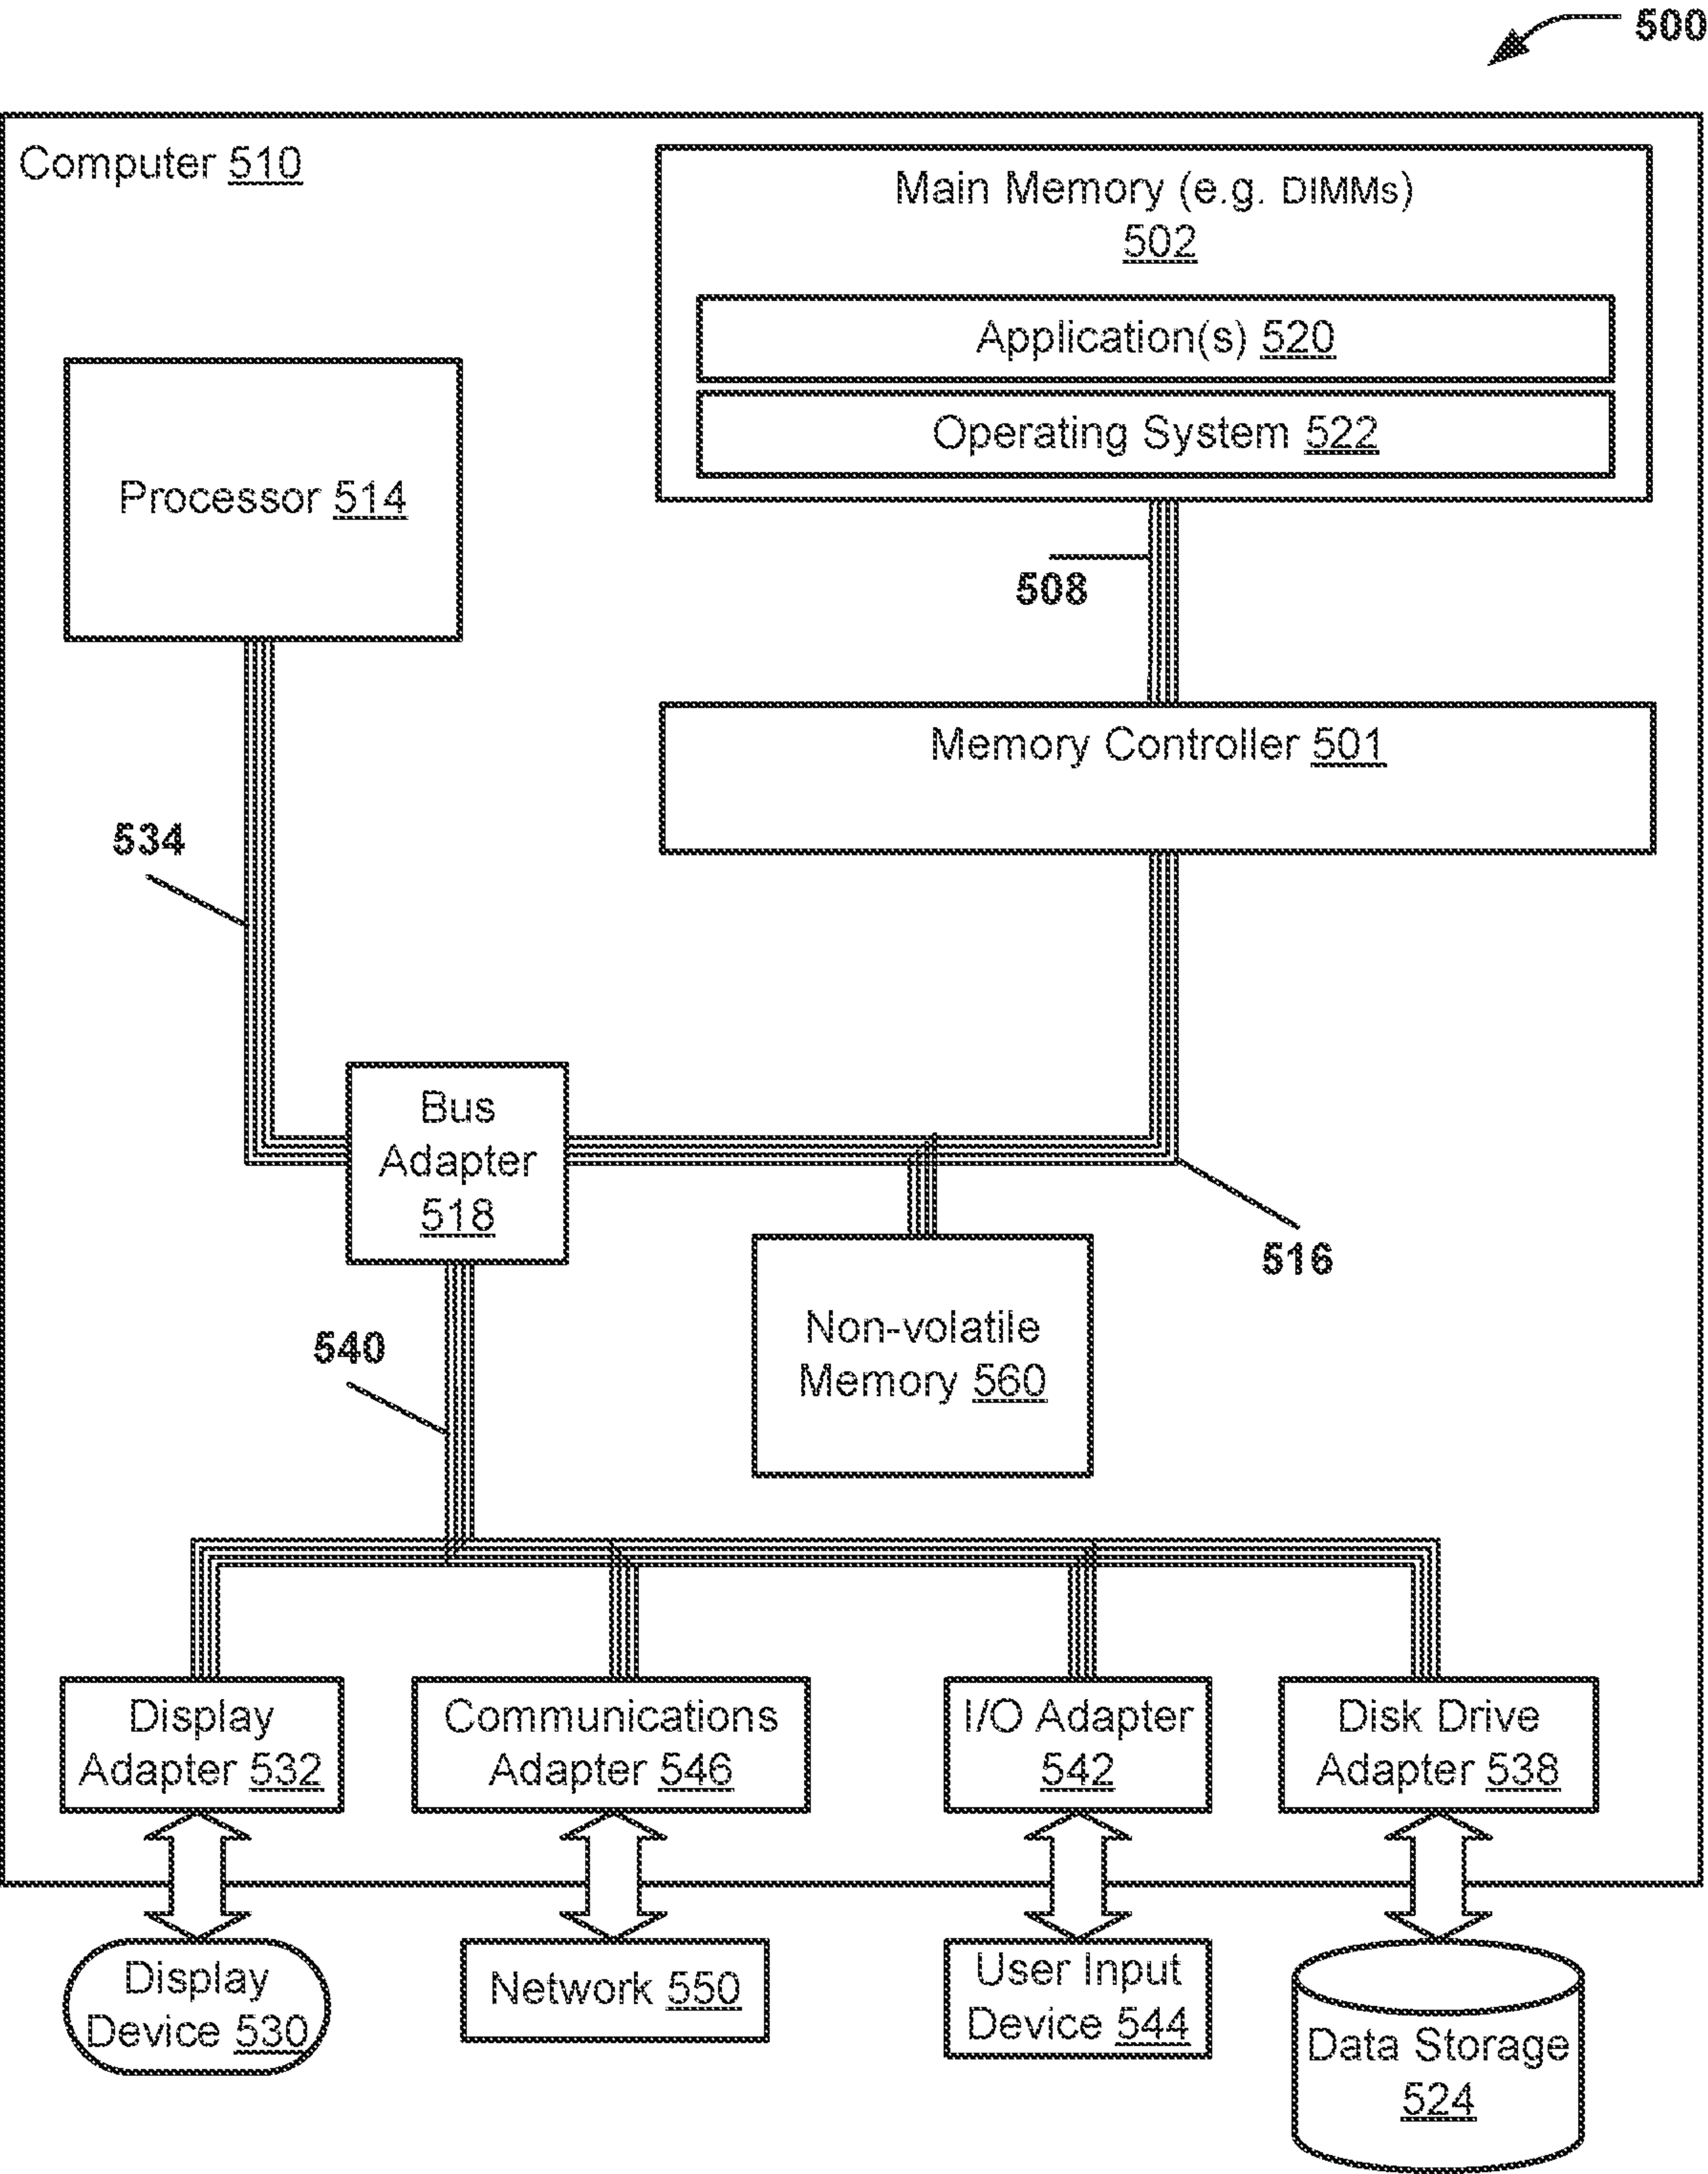 500
Computer 510
Main Memory (e.g. DIMMs)
502
Application(s) 520
Operating System 522
Processor 514
508
Memory Controller 501
534
Bus
Adapter
518
516
Non-volatile
Memory 560
540
Display
Adapter 532
Communications
Adapter 546
I/O Adapter
542
Disk Drive
Adapter 538
Display
Device 530
Network 550
User Input
Device 544
Data Storage
524